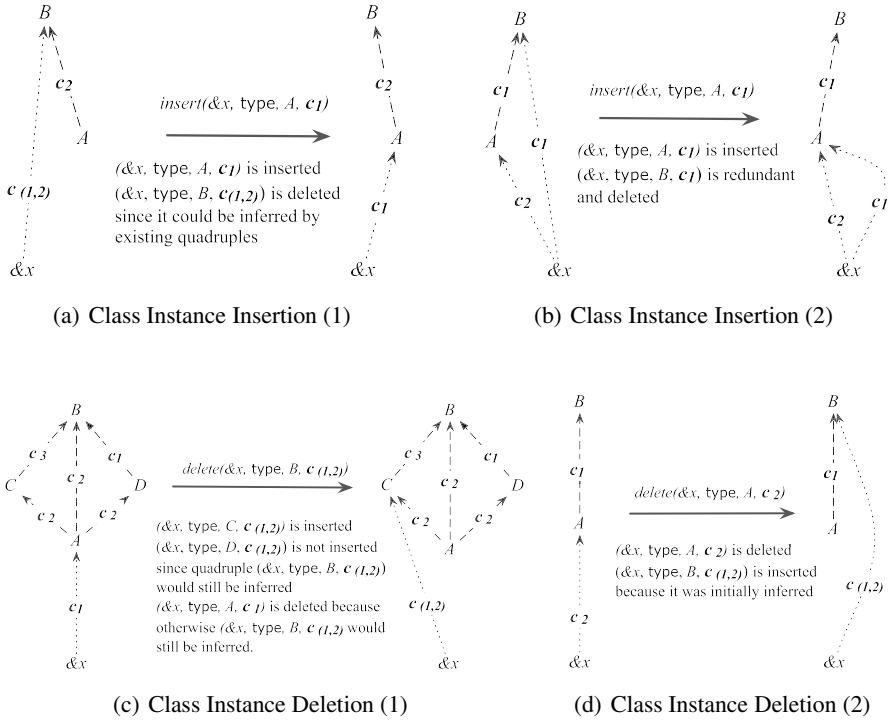 B
B
c2
c2
insert(&x, type, A, c1)
A
A
(&x, type, A, c1) is inserted
(&x, type, B, c(1,2)) is deleted
since it could be inferred by
existing quadruples
c (1,2)
c1
&x
&x
(a) Class Instance Insertion (1)
B
B
c1
c1
insert(&x, type, A, c1)
A
A
c1
(&x, type, A, c1) is inserted
(&x, type, B, c1) is redundant
and deleted
c2
c2
c1
&x
&x
(b) Class Instance Insertion (2)
B
B
c3
c1
c3
c1
c2
c2
delete(&x, type, B, c (1,2))
C
D
C
D
c2
c2
c2
c2
A
A
(&x, type, C, c (1,2)) is inserted
(&x, type, D, c (1,2)) is not inserted
since quadruple (&x, type, B, c (1,2))
would still be inferred
(&x, type, A, c 1) is deleted because
otherwise (&x, type, B, c (1,2) would
still be inferred.
c1
c (1,2)
&x
&x
(c) Class Instance Deletion (1)
B
B
c1
c1
delete(&x, type, A, c 2)
A
A
(&x, type, A, c 2) is deleted
(&x, type, B, c (1,2)) is inserted
because it was initially inferred
c (1,2)
c2
&x
&x
(d) Class Instance Deletion (2)